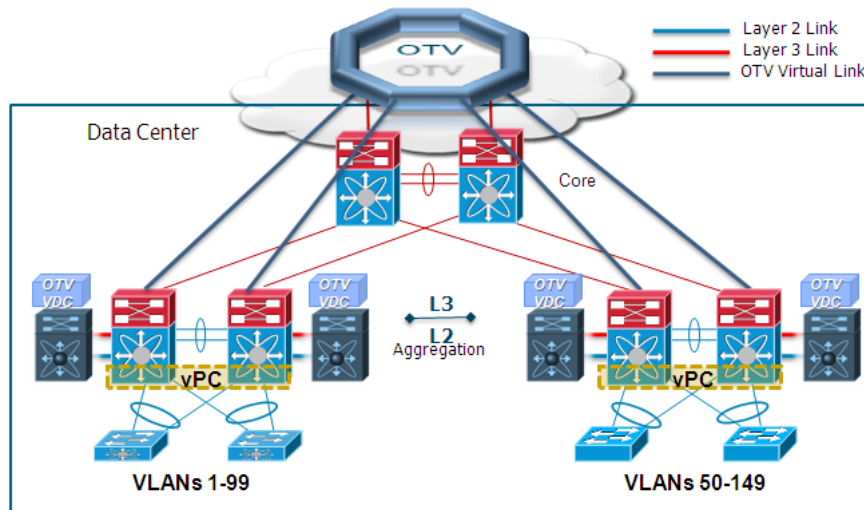 OTV
OTV
Layer 2 Link
Layer 3 Link
OTV Virtual Link
Data Center
Core
OTV
VDC
OTV
VDC
L3
L2
Aggregation
OTV
VDC
OTV
VDC
vPC
vPC
VLANs 1-99
VLANs 50-149